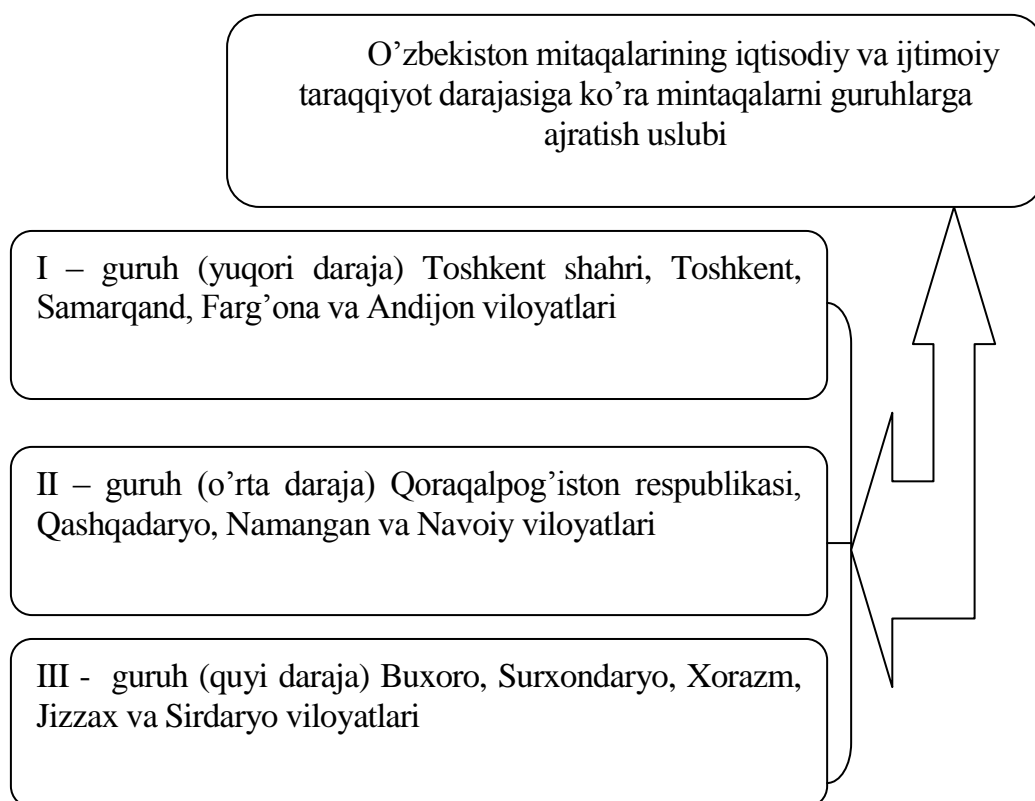 O’zbekiston mitaqalarining iqtisodiy va ijtimoiy
taraqqiyot darajasiga ko’ra mintaqalarni guruhlarga
ajratish uslubi
I – guruh (yuqori daraja) Toshkent shahri, Toshkent,
Samarqand, Farg’ona va Andijon viloyatlari
II – guruh (o’rta daraja) Qoraqalpog’iston respublikasi,
Qashqadaryo, Namangan va Navoiy viloyatlari
III - guruh (quyi daraja) Buxoro, Surxondaryo, Xorazm,
Jizzax va Sirdaryo viloyatlari